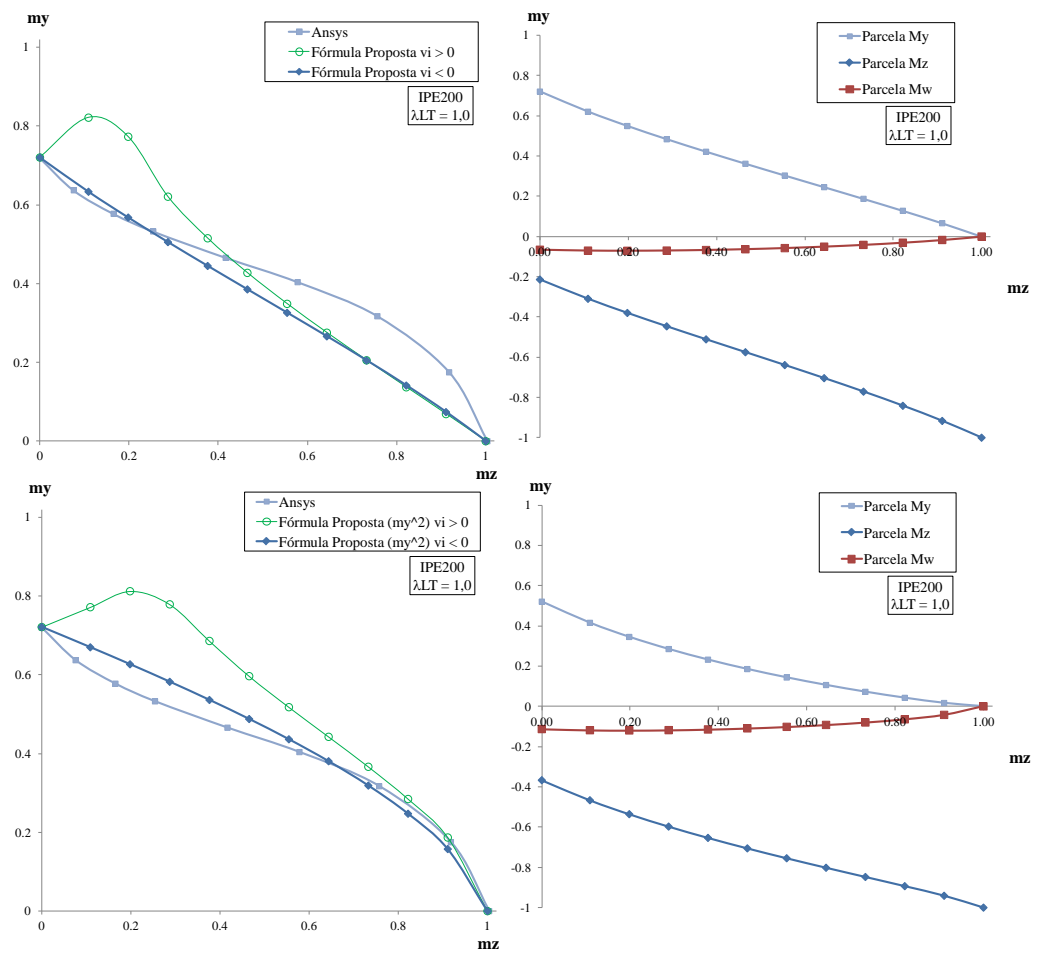 my
Ansys
Fórmula Proposta vi > 0
Fórmula Proposta vi < 0
IPE200
λLT = 1,0
1
0.8
0.6
0.4
0.2
0
0
0.2
0.4
0.6
0.8
1
mz
my
Parcela My
Parcela Mz
Parcela Mw
IPE200
λLT = 1,0
1
0.8
0.6
0.4
0.2
0
-0.2
-0.4
-0.6
-0.8
-1
0.00
0.20
0.40
0.60
0.80
1.00
mz
my
Ansys
Fórmula Proposta (my^2) vi > 0
Fórmula Proposta (my^2) vi < 0
IPE200
λLT = 1,0
1
0.8
0.6
0.4
0.2
0
0
0.2
0.4
0.6
0.8
1
mz
my
Parcela My
Parcela Mz
Parcela Mw
IPE200
λLT = 1,0
1
0.8
0.6
0.4
0.2
0
-0.2
-0.4
-0.6
-0.8
-1
0.00
0.20
0.40
0.60
0.80
1.00
mz